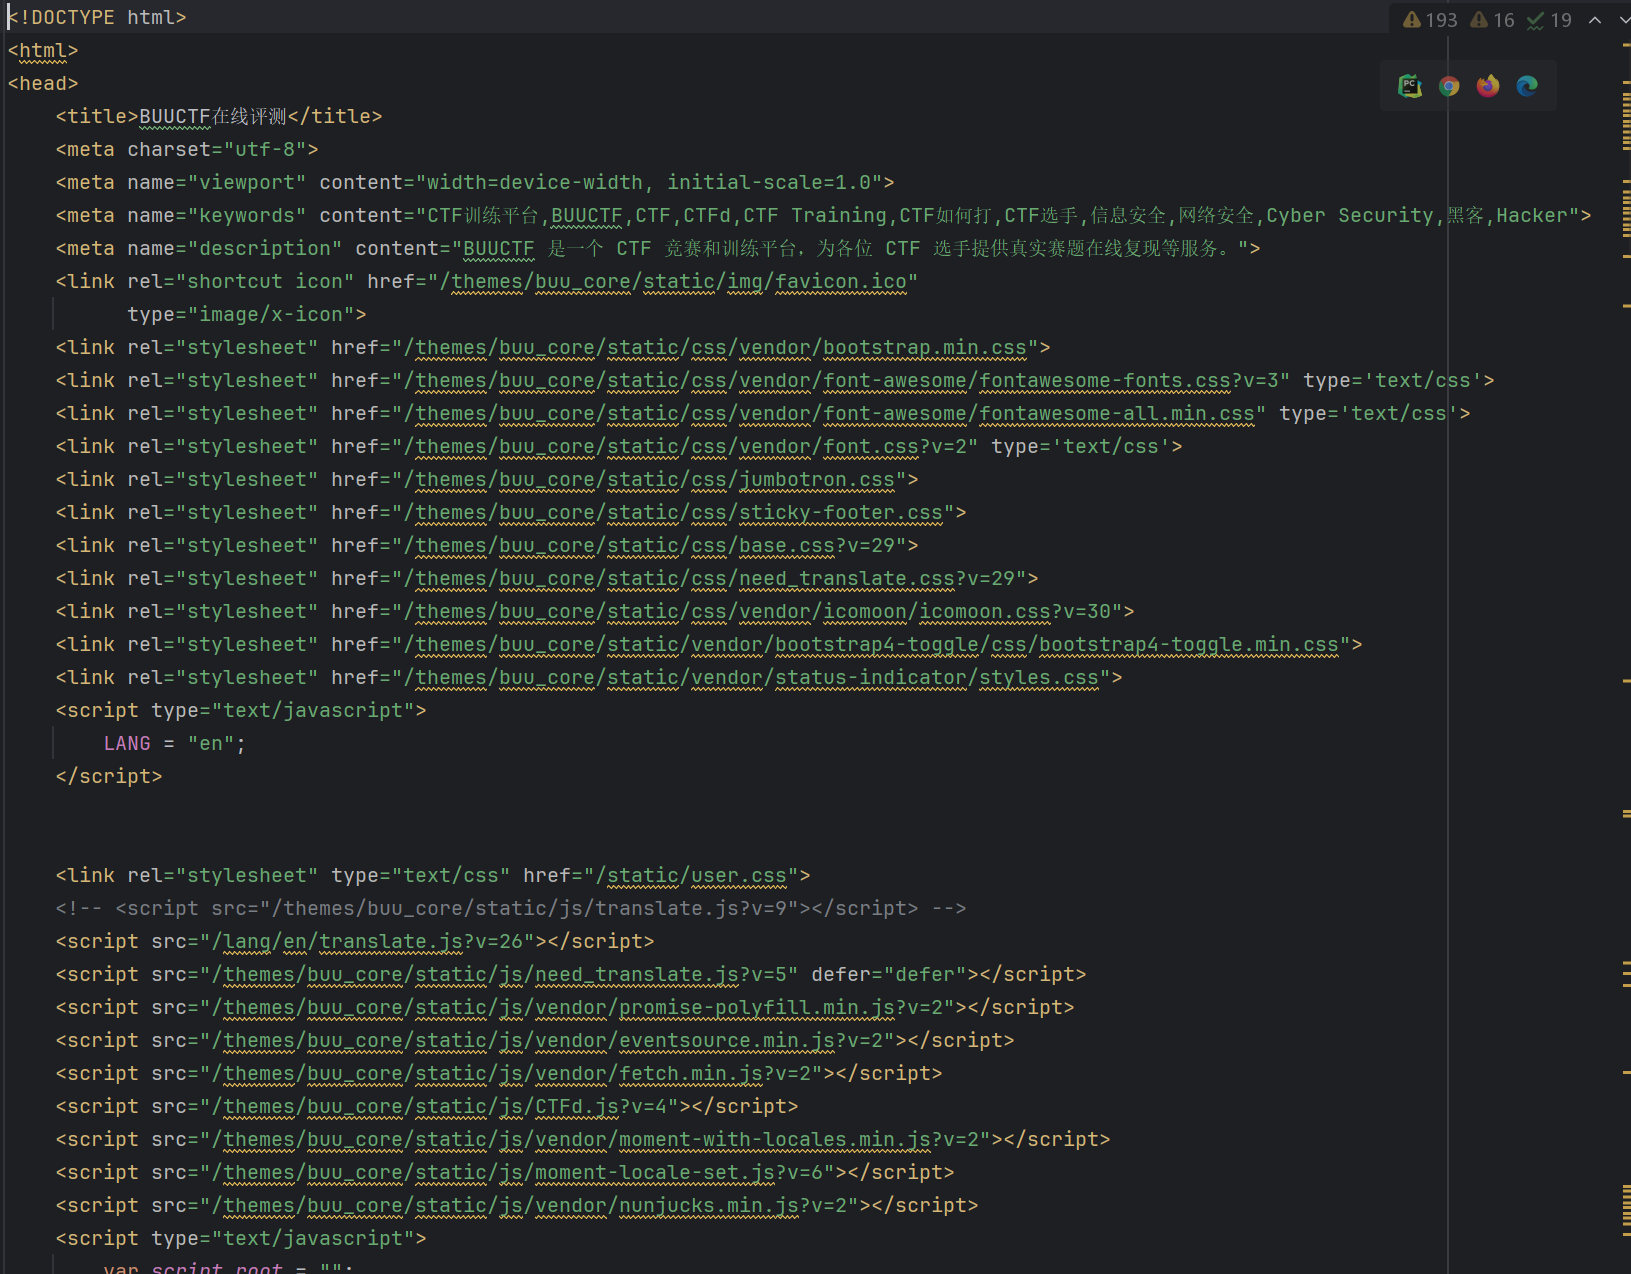 <!DOCTYPE html>
193 16 19
<html>
<head>
    <title>BUUCTF在线评测</title>
    <meta charset="utf-8">
    <meta name="viewport" content="width=device-width, initial-scale=1.0">
    <meta name="keywords" content="CTF训练平台,BUUCTF,CTF,CTFd,CTF Training,CTF如何打,CTF选手,信息安全,网络安全,Cyber Security,黑客,Hacker">
    <meta name="description" content="BUUCTF 是一个 CTF 竞赛和训练平台，为各位 CTF 选手提供真实赛题在线复现等服务。">
    <link rel="shortcut icon" href="/themes/buu_core/static/img/favicon.ico"
          type="image/x-icon">
    <link rel="stylesheet" href="/themes/buu_core/static/css/vendor/bootstrap.min.css">
    <link rel="stylesheet" href="/themes/buu_core/static/css/vendor/font-awesome/fontawesome-fonts.css?v=3" type='text/css'>
    <link rel="stylesheet" href="/themes/buu_core/static/css/vendor/font-awesome/fontawesome-all.min.css" type='text/css'>
    <link rel="stylesheet" href="/themes/buu_core/static/css/vendor/font.css?v=2" type='text/css'>
    <link rel="stylesheet" href="/themes/buu_core/static/css/jumbotron.css">
    <link rel="stylesheet" href="/themes/buu_core/static/css/sticky-footer.css">
    <link rel="stylesheet" href="/themes/buu_core/static/css/base.css?v=29">
    <link rel="stylesheet" href="/themes/buu_core/static/css/need_translate.css?v=29">
    <link rel="stylesheet" href="/themes/buu_core/static/css/vendor/icomoon/icomoon.css?v=30">
    <link rel="stylesheet" href="/themes/buu_core/static/vendor/bootstrap4-toggle/css/bootstrap4-toggle.min.css">
    <link rel="stylesheet" href="/themes/buu_core/static/vendor/status-indicator/styles.css">
    <script type="text/javascript">
        LANG = "en";
    </script>
    <link rel="stylesheet" type="text/css" href="/static/user.css">
    <!-- <script src="/themes/buu_core/static/js/translate.js?v=9"></script> -->
    <script src="/lang/en/translate.js?v=26"></script>
    <script src="/themes/buu_core/static/js/need_translate.js?v=5" defer="defer"></script>
    <script src="/themes/buu_core/static/js/vendor/promise-polyfill.min.js?v=2"></script>
    <script src="/themes/buu_core/static/js/vendor/eventsource.min.js?v=2"></script>
    <script src="/themes/buu_core/static/js/vendor/fetch.min.js?v=2"></script>
    <script src="/themes/buu_core/static/js/CTFd.js?v=4"></script>
    <script src="/themes/buu_core/static/js/vendor/moment-with-locales.min.js?v=2"></script>
    <script src="/themes/buu_core/static/js/moment-locale-set.js?v=6"></script>
    <script src="/themes/buu_core/static/js/vendor/nunjucks.min.js?v=2"></script>
    <script type="text/javascript">
        var script_root = "";